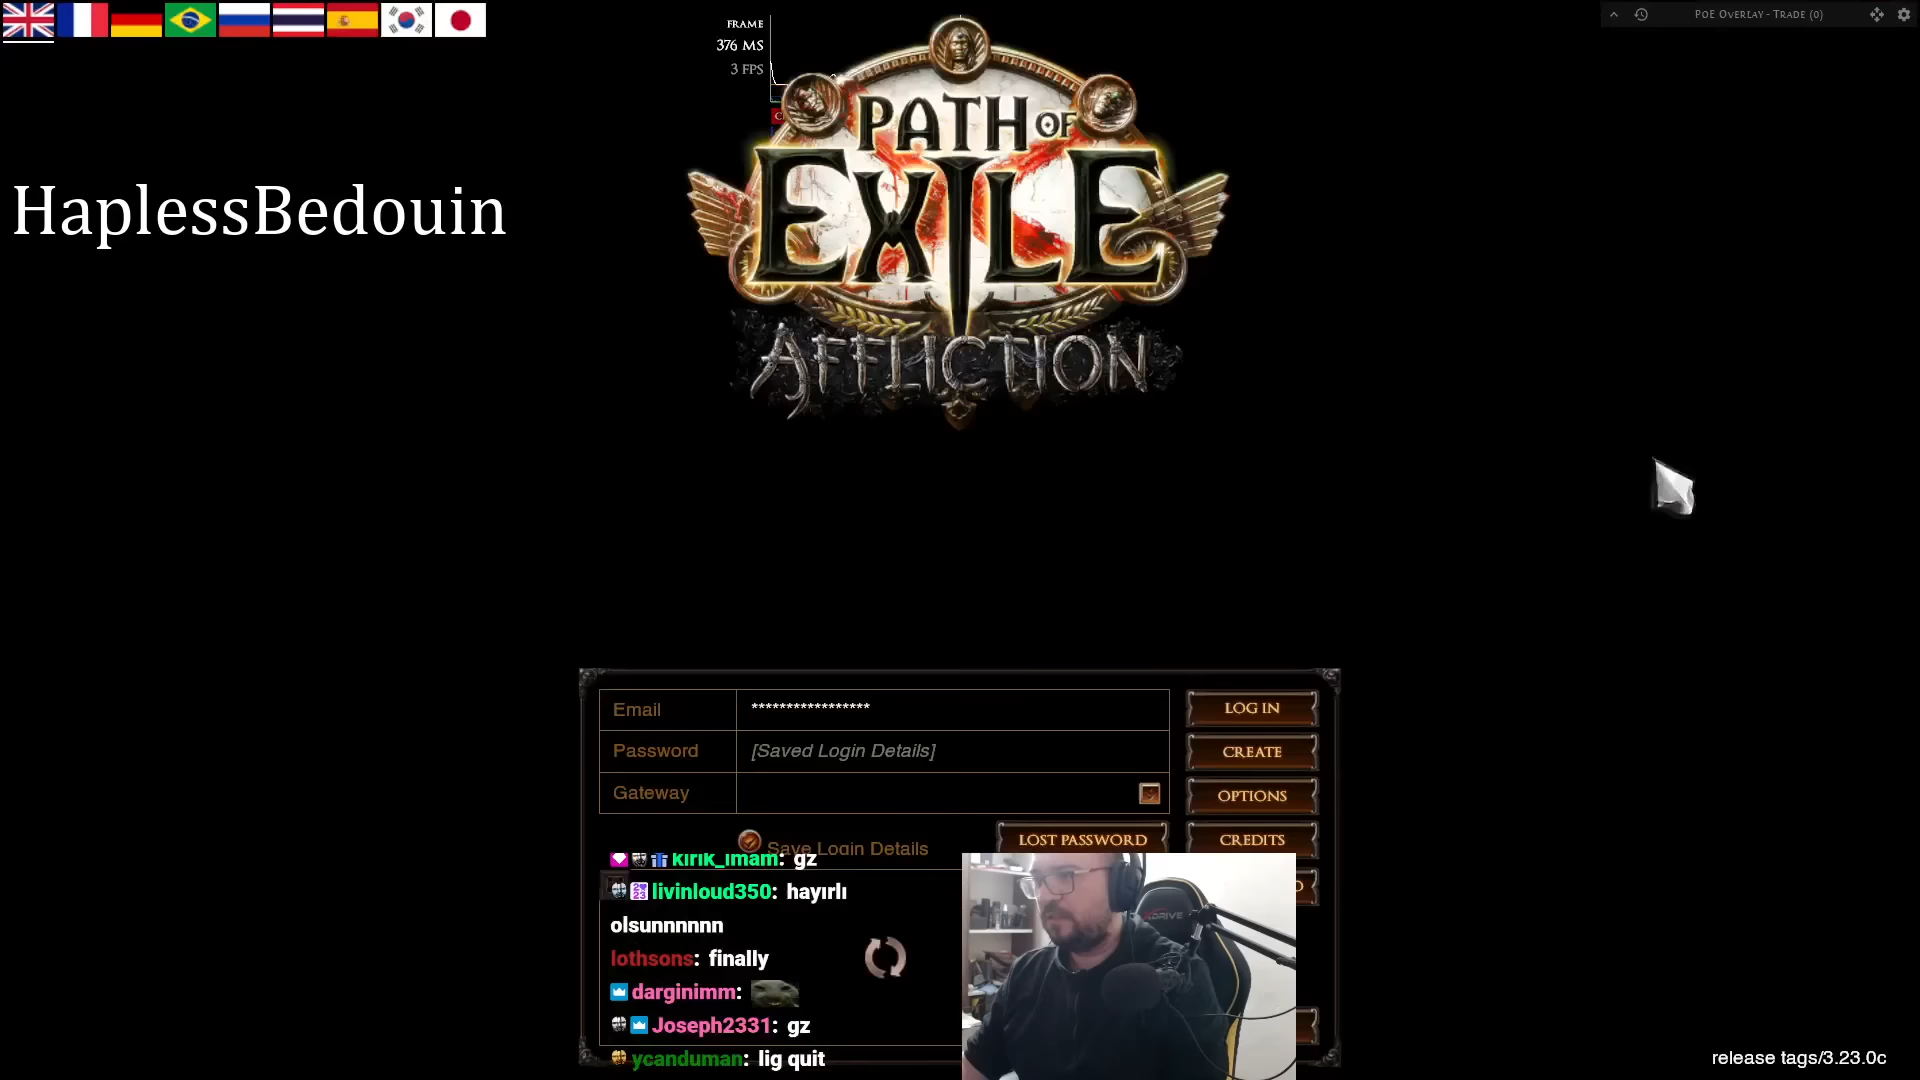 FRAME
376 MS
3 FPS
PoE Overlay - Trade (0)
PATH OF
EXILE
AFFLICTION
HaplessBedouin
Email
*****************
LOG IN
Password
[Saved Login Details]
CREATE
Gateway
OPTIONS
Save Login Details
LOST PASSWORD
CREDITS
kirik_imam: gz
livinloud350: hayırlı
olsunnnnnn
lothsons: finally
darginimm:
Joseph2331: gz
ycanduman: lig quit
release tags/3.23.0c